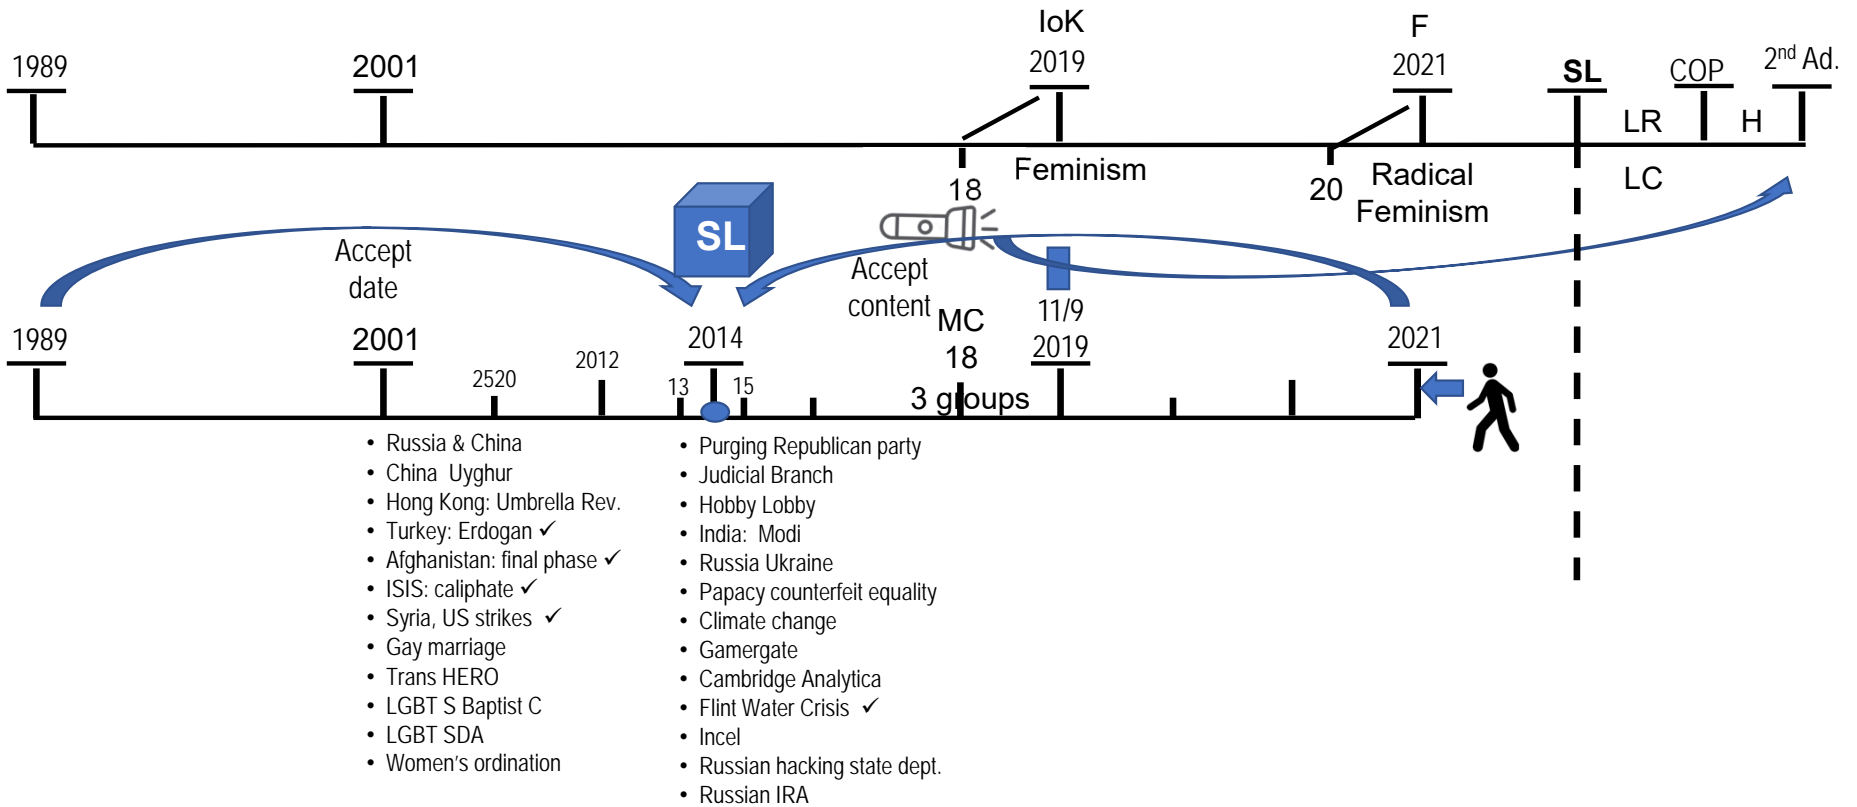 IoK
F
1989
2001
2019
2021
SL
COP
2nd Ad.
LR
H
18
Feminism
20
Radical
Feminism
LC
SL
Accept
date
Accept
content
11/9
MC
18
1989
2001
2520
2012
13
2014
15
3 groups
2019
2021
• Russia & China
• China Uyghur
• Hong Kong: Umbrella Rev.
• Turkey: Erdogan ✓
• Afghanistan: final phase ✓
• ISIS: caliphate ✓
• Syria, US strikes ✓
• Gay marriage
• Trans HERO
• LGBT S Baptist C
• LGBT SDA
• Women's ordination
• Purging Republican party
• Judicial Branch
• Hobby Lobby
• India: Modi
• Russia Ukraine
• Papacy counterfeit equality
• Climate change
• Gamergate
• Cambridge Analytica
• Flint Water Crisis ✓
• Incel
• Russian hacking state dept.
• Russian IRA